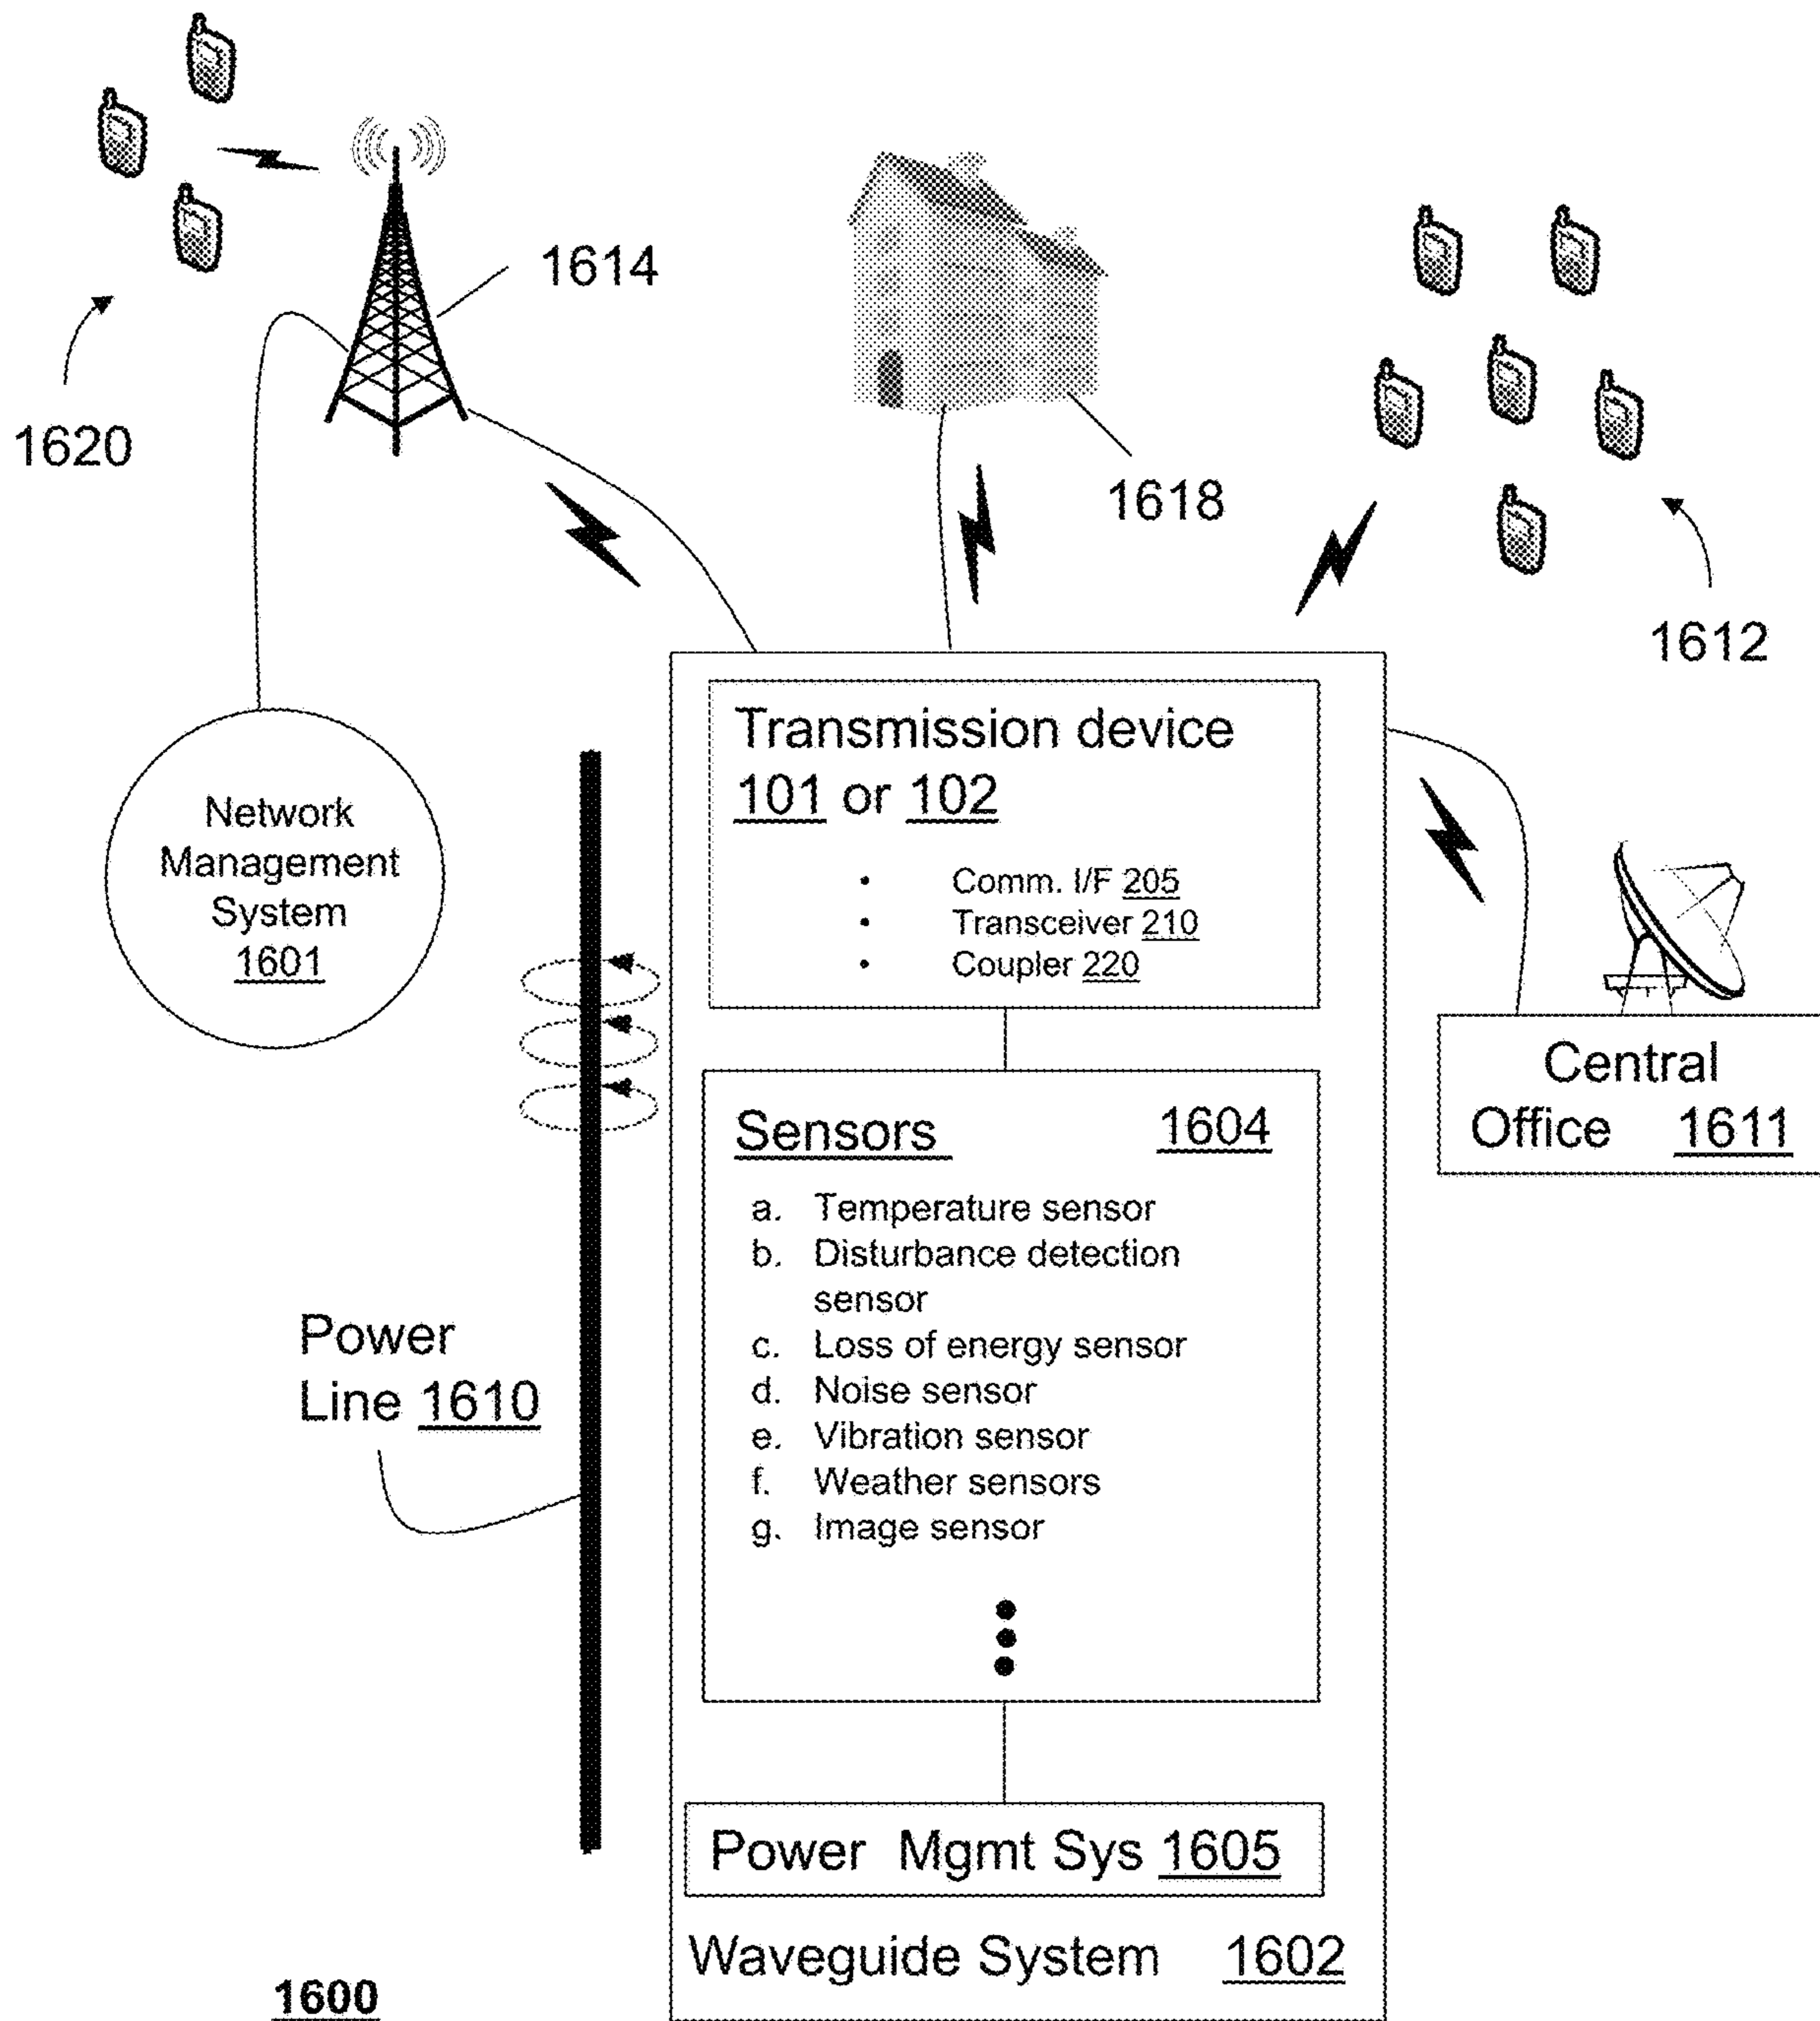 1614
1620
1618
1612
Network
Management
System
1601
Transmission device
101 or 102
• Comm. I/F 205
• Transceiver 210
• Coupler 220
Central
Office 1611
Sensors 1604
a. Temperature sensor
b. Disturbance detection
sensor
c. Loss of energy sensor
d. Noise sensor
e. Vibration sensor
f. Weather sensors
g. Image sensor
Power
Line 1610
Power Mgmt Sys 1605
Waveguide System 1602
1600